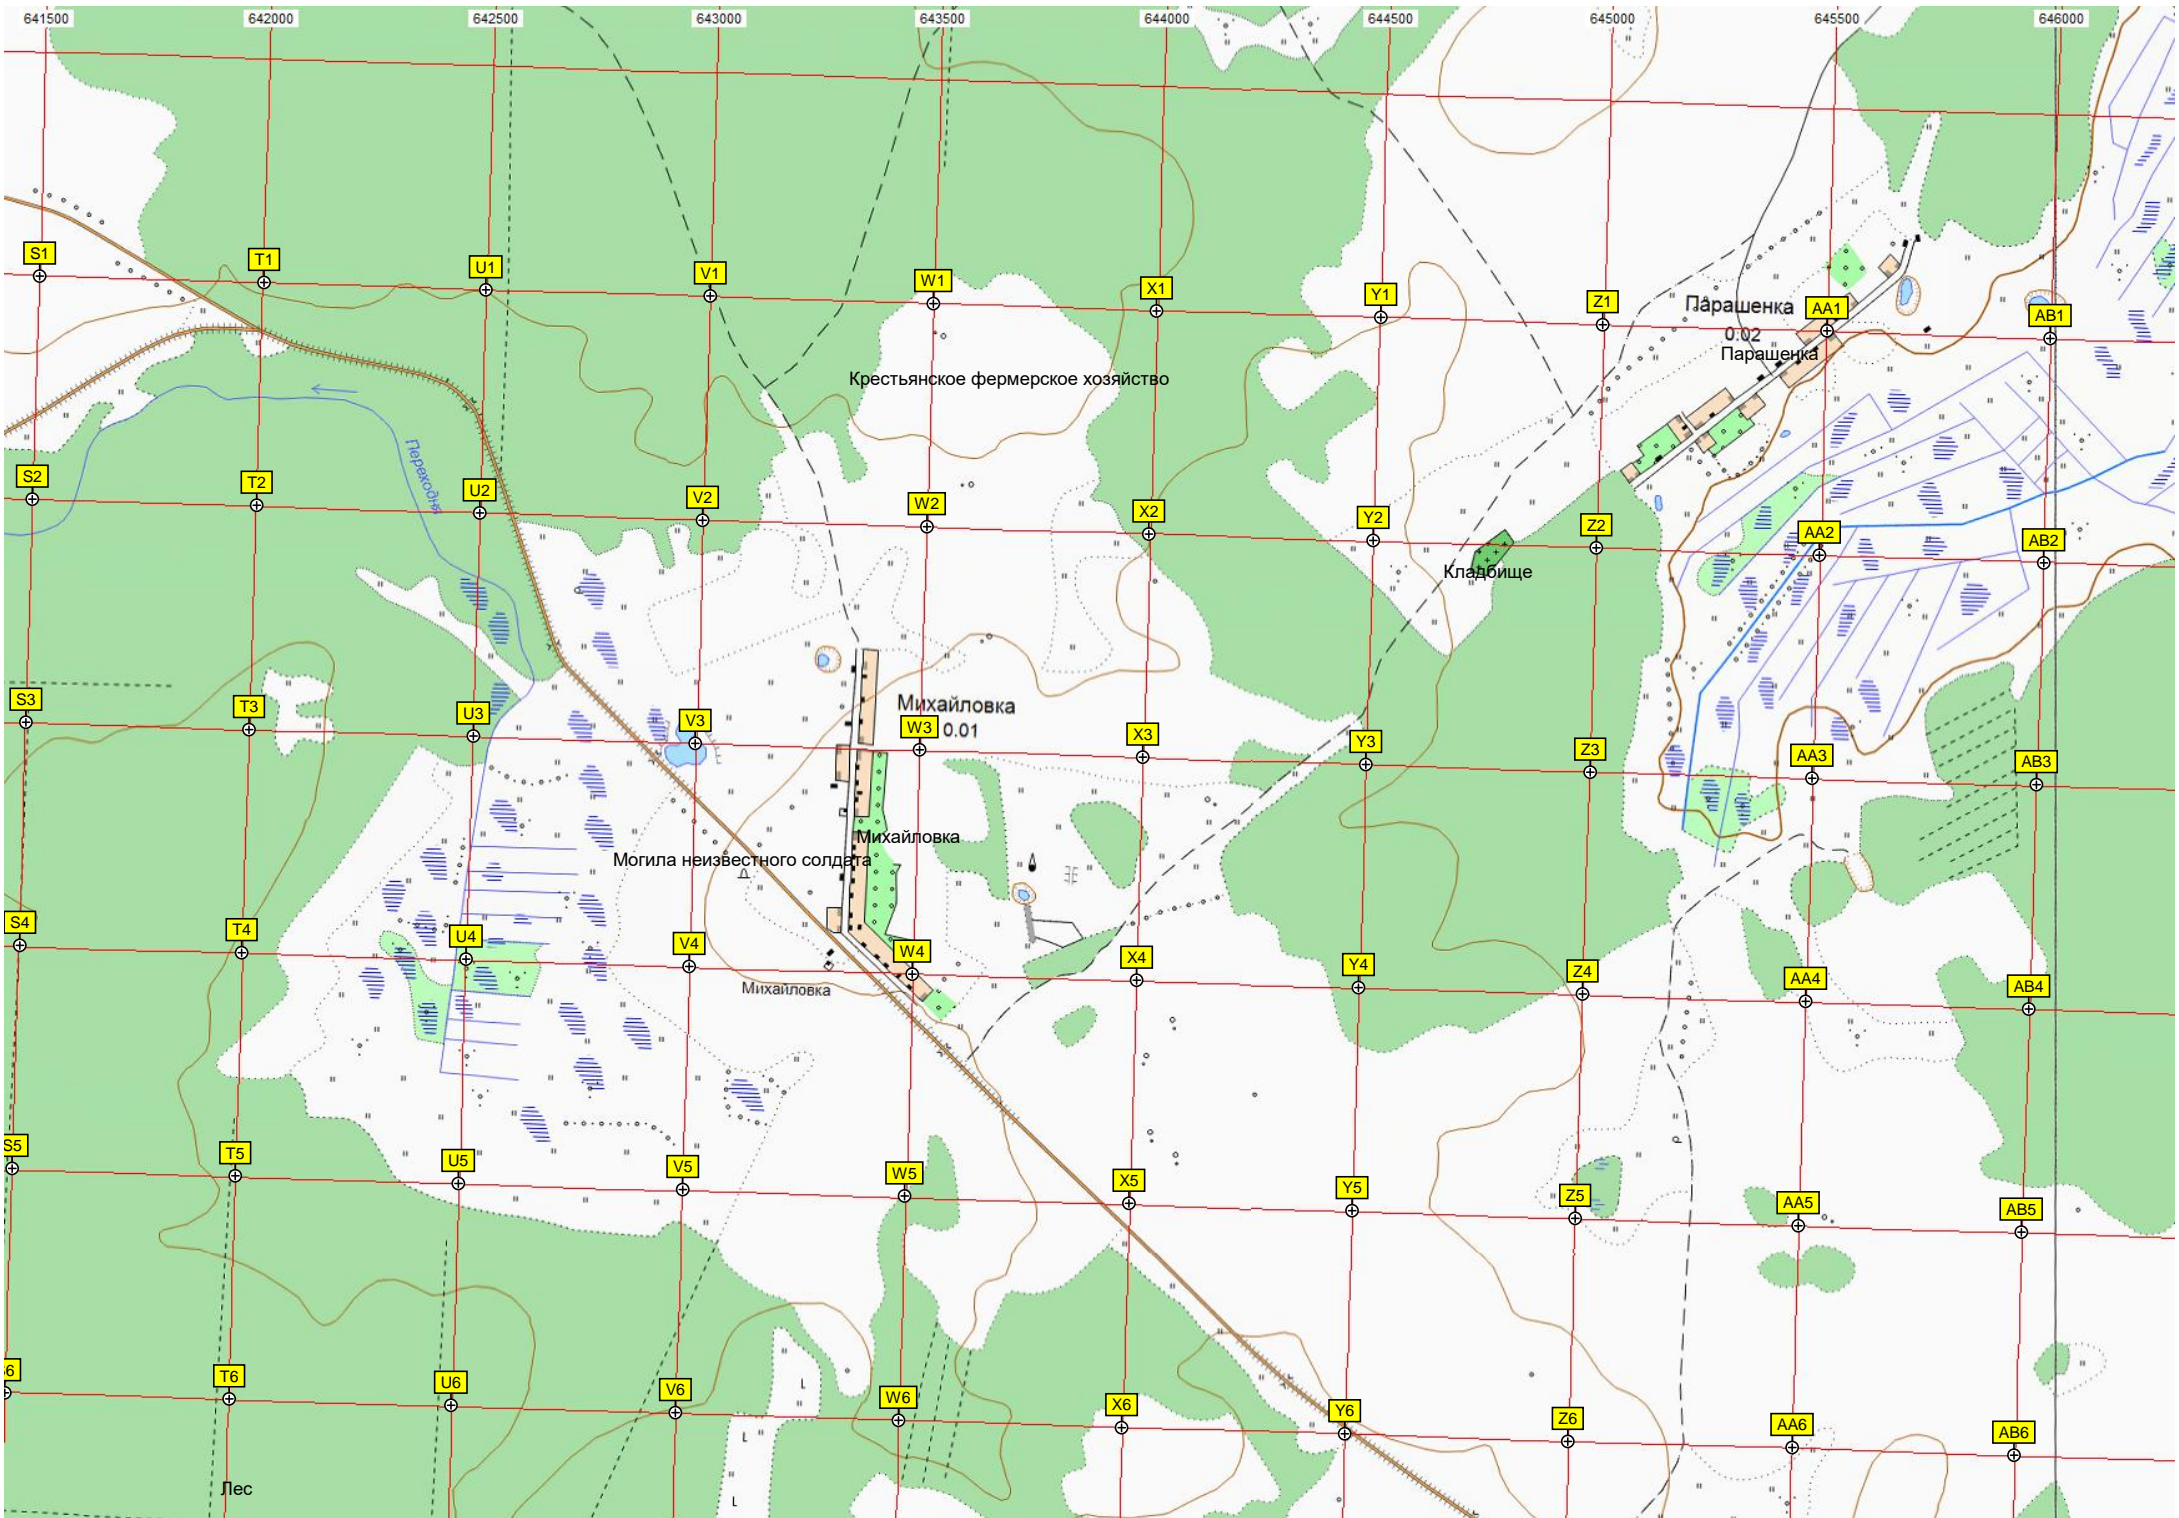 641500 642000 642500 643000 643500 644000 644500 645000 645500 646000
S1 T1 U1 V1 W1 X1 Y1 Z1 AA1 AB1
Парашенка
0.02
Парашенка
Крестьянское фермерское хозяйство
Переходня
S2 T2 U2 V2 W2 X2 Y2 Z2 AA2 AB2
Кладбище
S3 T3 U3 V3 W3 X3 Y3 Z3 AA3 AB3
Михайловка
0.01
Михайловка
Могила неизвестного солдата
S4 T4 U4 V4 W4 X4 Y4 Z4 AA4 AB4
Михайловка
S5 T5 U5 V5 W5 X5 Y5 Z5 AA5 AB5
6 T6 U6 V6 W6 X6 Y6 Z6 AA6 AB6
Лес